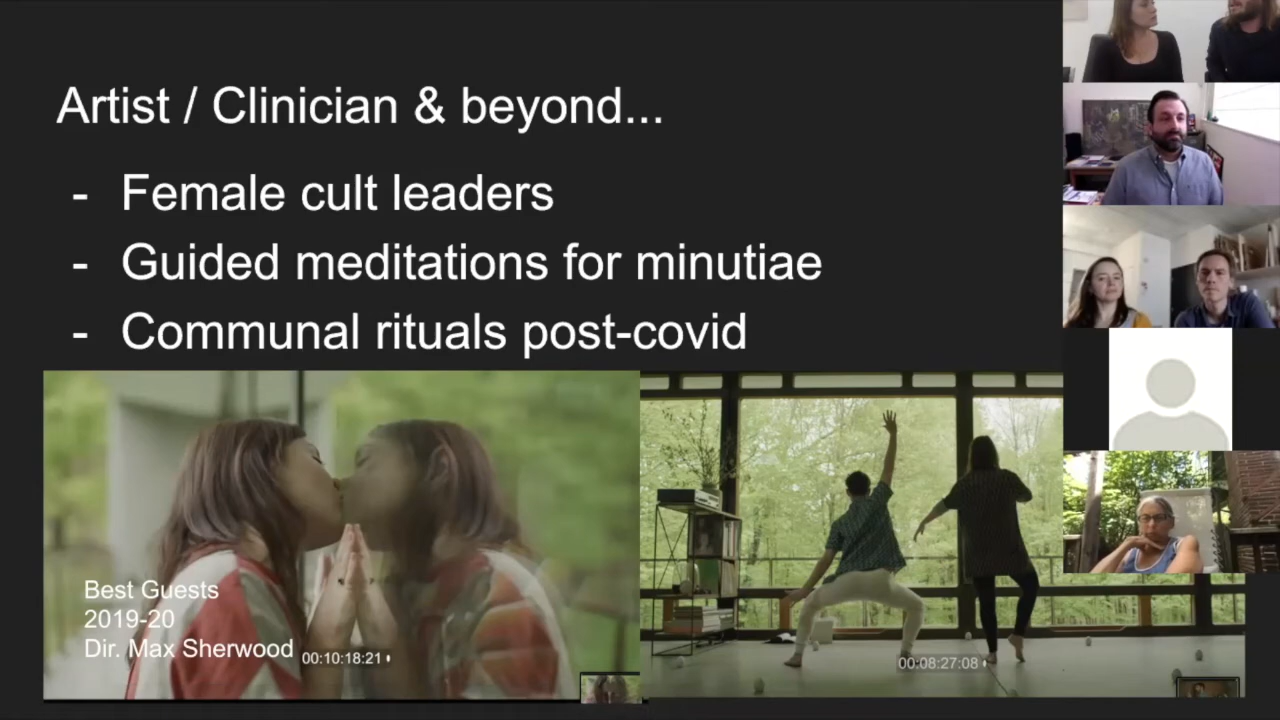 Artist / Clinician & beyond...
- Female cult leaders
- Guided meditations for minutiae
- Communal rituals post-covid
Best Guests
2019-20
Dir. Max Sherwood
00:10:18:21
00:08:27:08